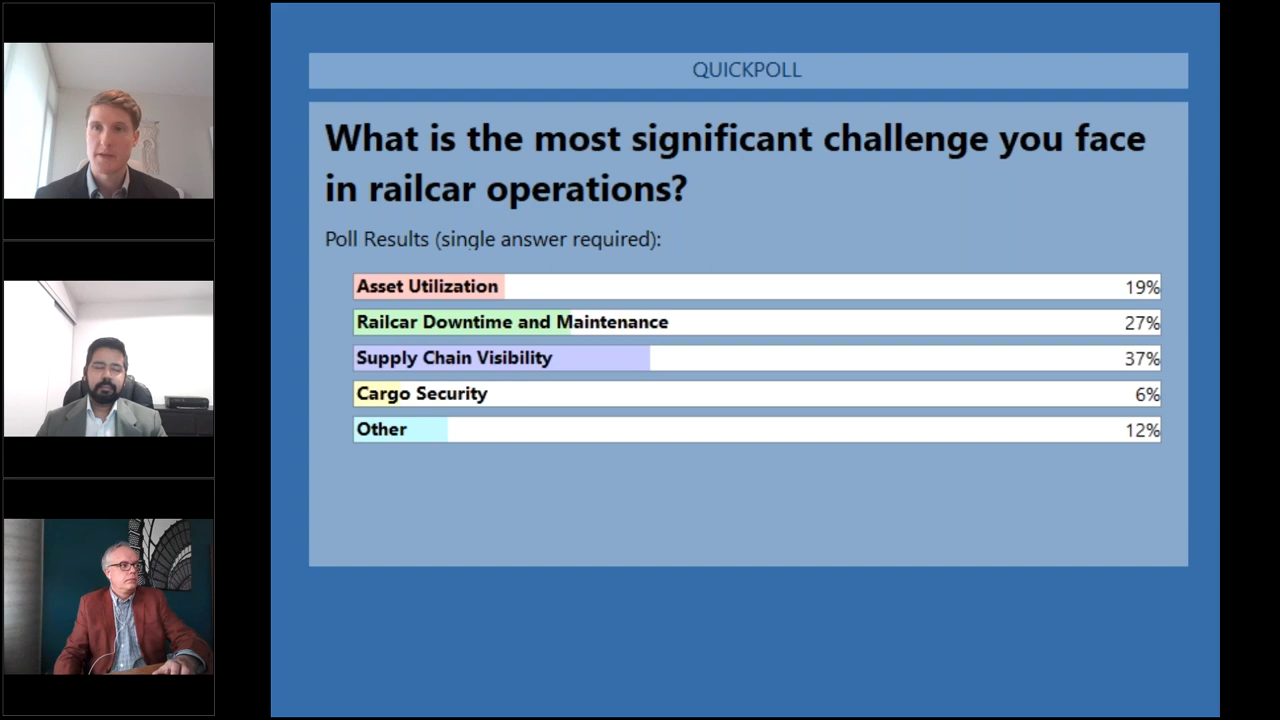 QUICKPOLL
What is the most significant challenge you face
in railcar operations?
Poll Results (single answer required):
Asset Utilization 19%
Railcar Downtime and Maintenance 27%
Supply Chain Visibility 37%
Cargo Security 6%
Other 12%